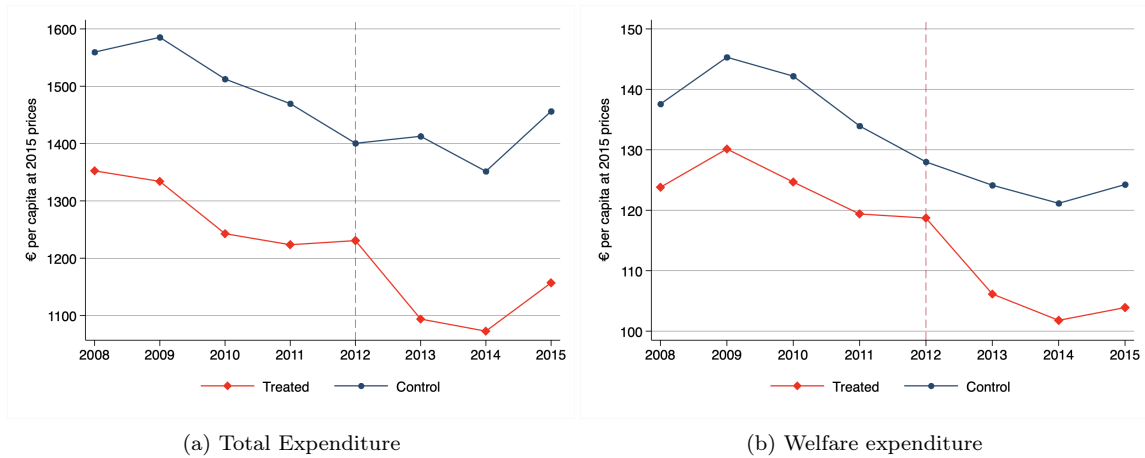 1600
1500
1400
1300
1200
1100
€ per capita at 2015 prices
2008 2009 2010 2011 2012 2013 2014 2015
Treated Control
(a) Total Expenditure
150
140
130
120
110
100
€ per capita at 2015 prices
2008 2009 2010 2011 2012 2013 2014 2015
Treated Control
(b) Welfare expenditure